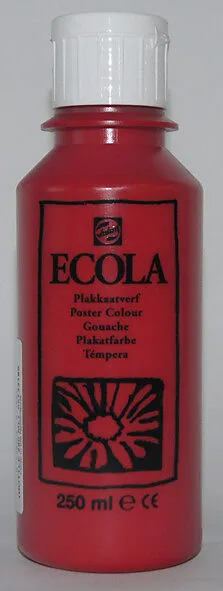 ECOLA
Plakkaatverf
Poster Colour
Gouache
Plakatfarbe
Témpera
250 ml ℮ CE